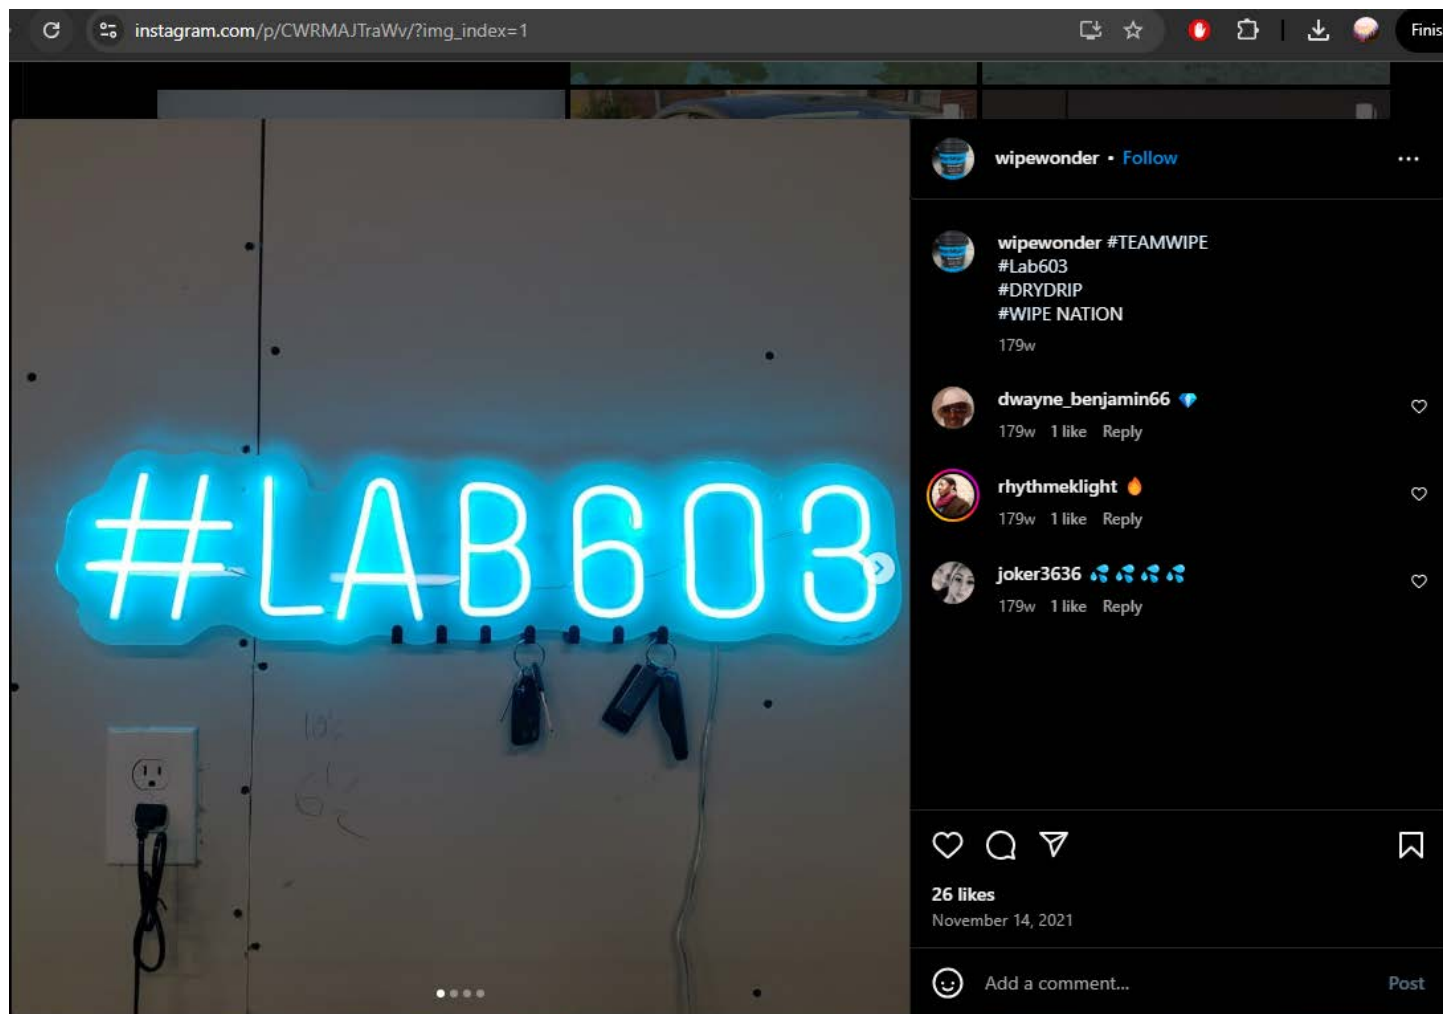 instagram.com/p/CWRMAJTraWv/?img_index=1
Finis
wipewonder • Follow
wipewonder #TEAMWIPE
#Lab603
#DRYDRIP
#WIPE NATION
179w
dwayne_benjamin66 💎
179w 1 like Reply
rhythmeklight 🔥
179w 1 like Reply
joker3636 💦 💦 💦 💦
179w 1 like Reply
#LAB603
26 likes
November 14, 2021
Add a comment...
Post